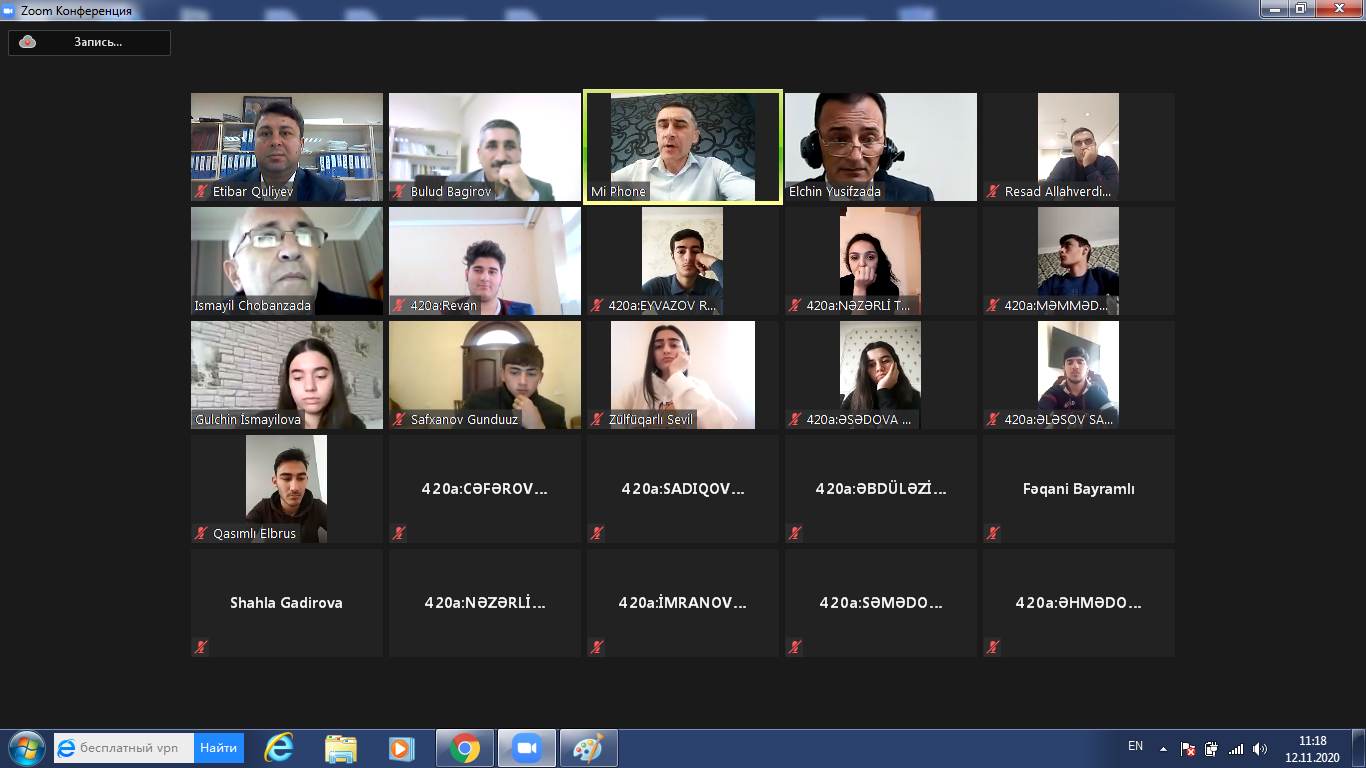 Zoom Конференция
Запись...
Etibar Quliyev
Bulud Bagirov
Mi Phone
Elchin Yusifzada
Resad Allahverdi...
Ismayil Chobanzada
420a:Revan
420a:EYVAZOV R...
420a:NƏZƏRLİ T...
420a:MƏMMƏD...
Gulchin İsmayilova
Safxanov Gunduuz
Zülfüqarlı Sevil
420a:ƏSƏDOVA ...
420a:ƏLƏSOV SA...
Qasımlı Elbrus
420a:CƏFƏROV...
420a:SADIQOV...
420a:ƏBDÜLƏZİ...
Fəqani Bayramlı
Shahla Gadirova
420a:NƏZƏRLİ...
420a:İMRANOV...
420a:SƏMƏDO...
420a:ƏHMƏDO...
бесплатный vpn
Найти
EN
11:18
12.11.2020